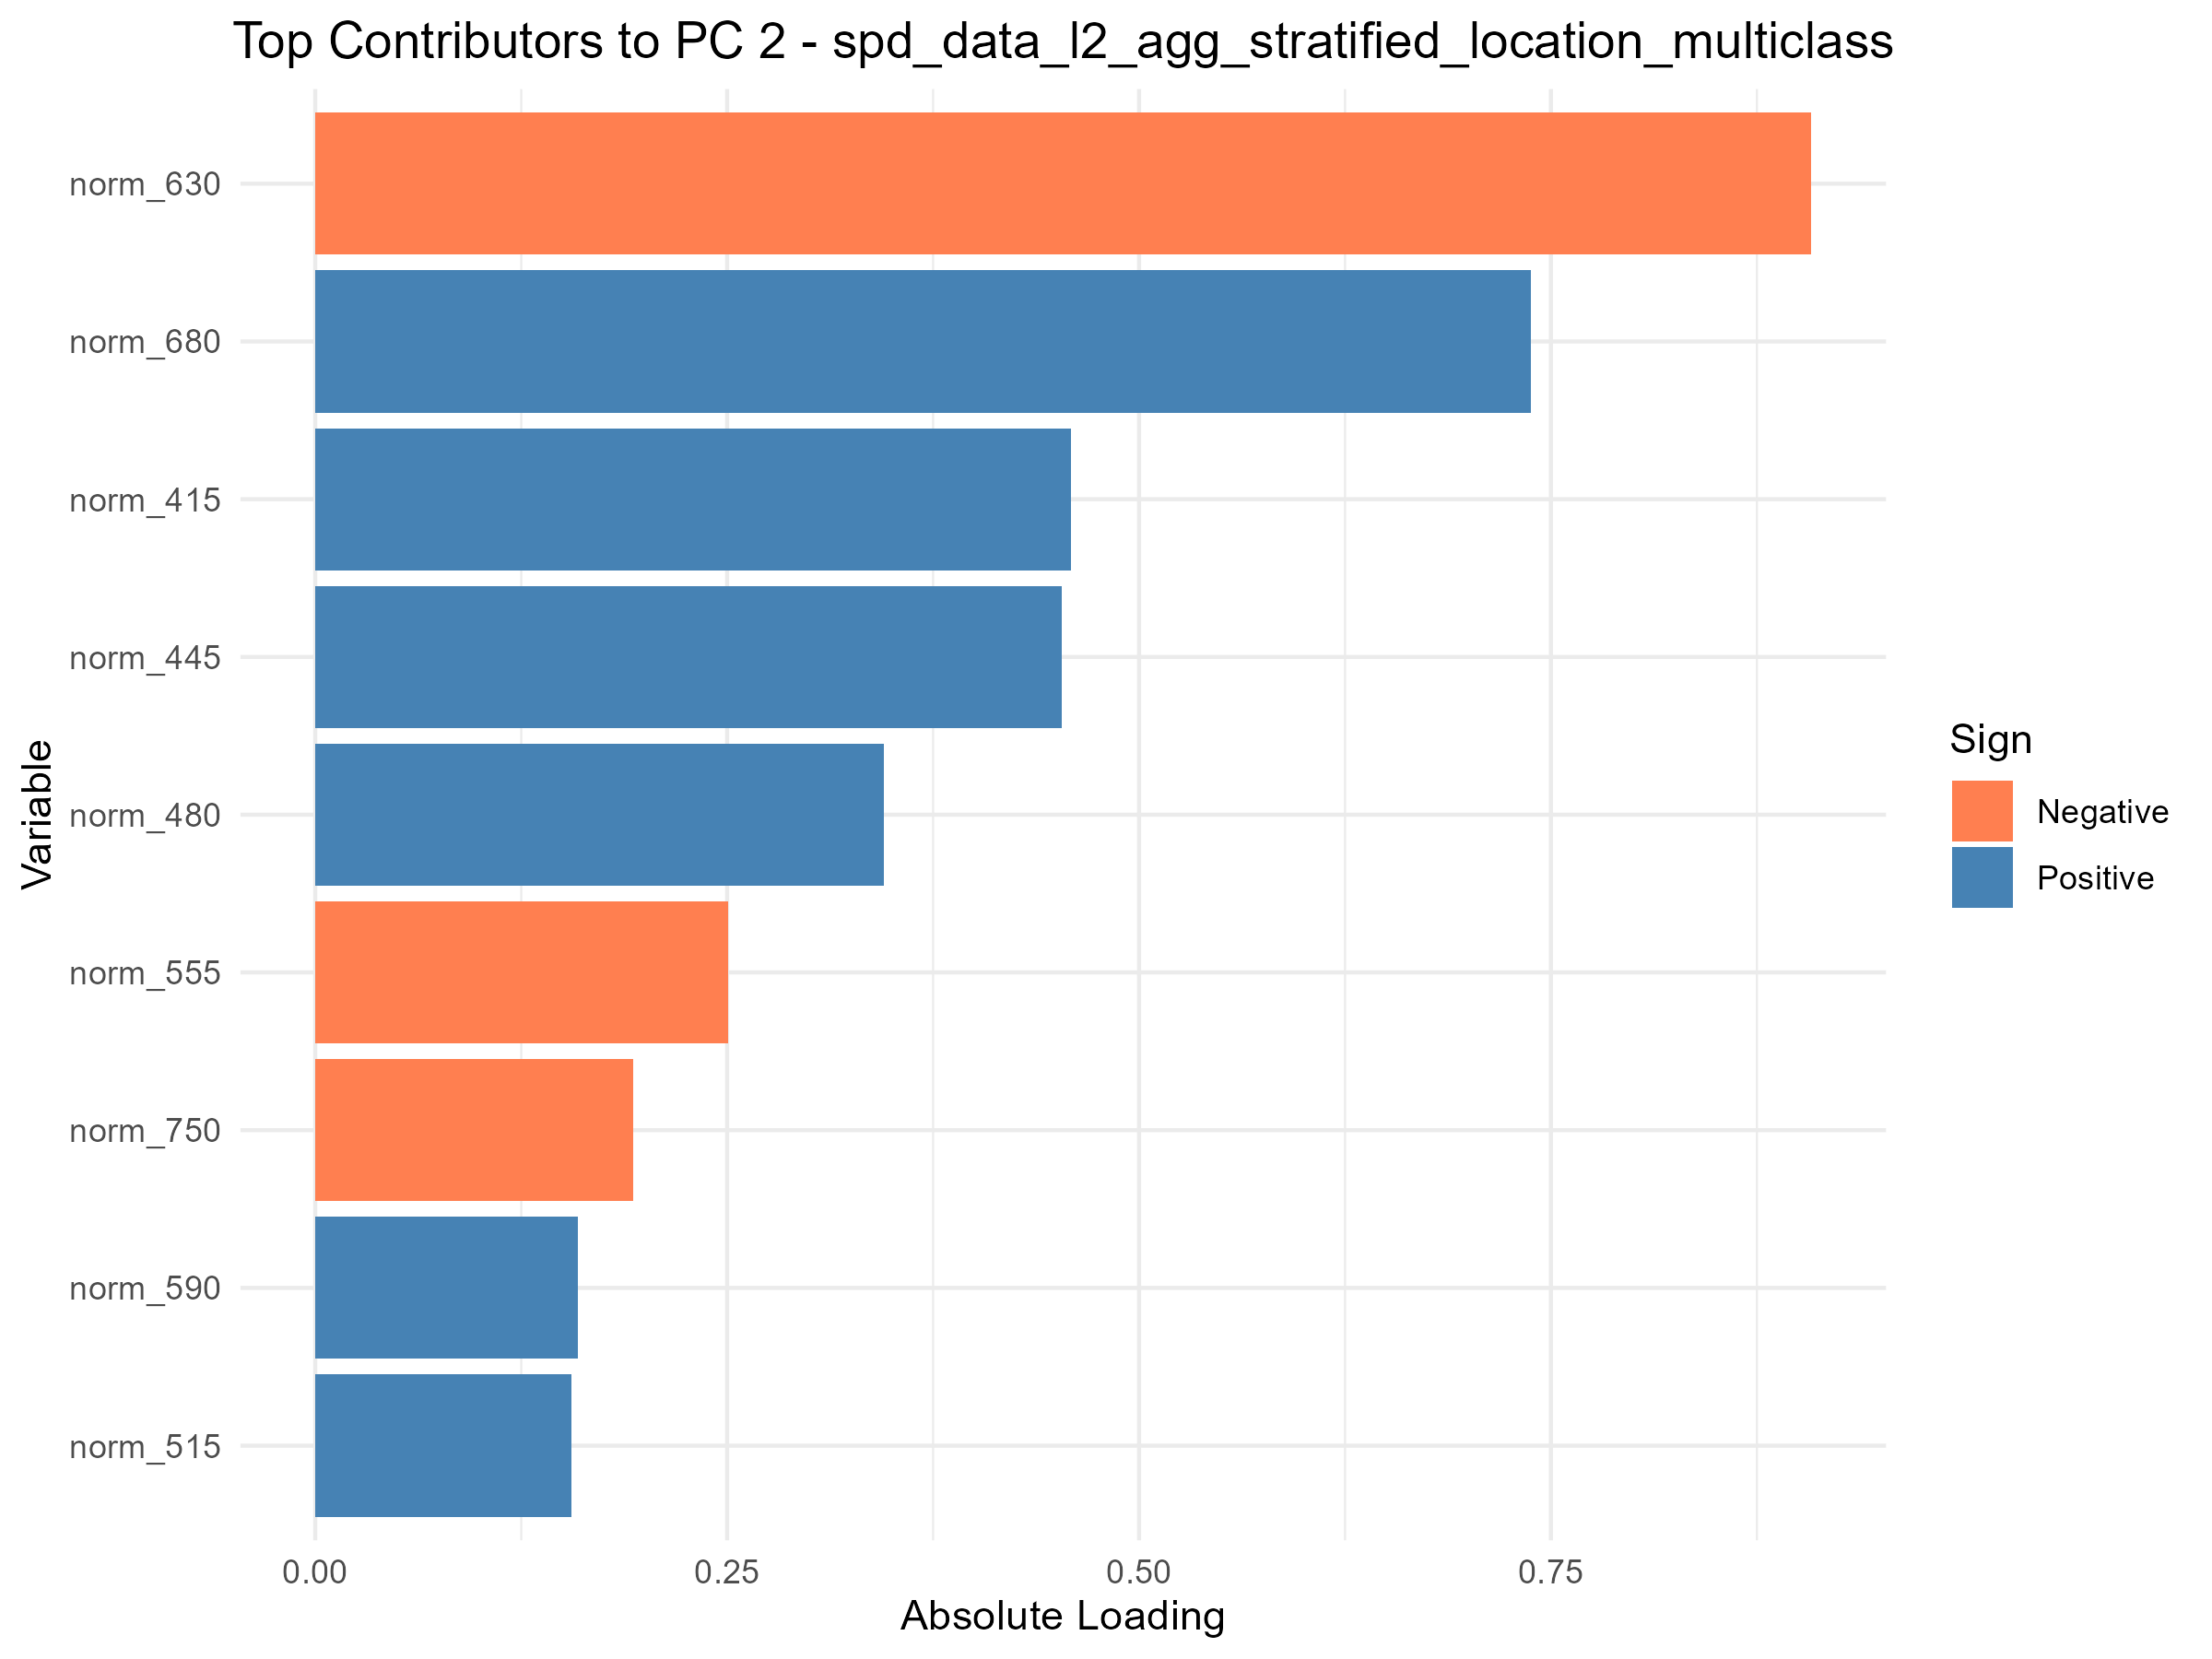 Top Contributors to PC 2 - spd_data_l2_agg_stratified_location_multiclass
Variable
norm_630
norm_680
norm_415
norm_445
norm_480
norm_555
norm_750
norm_590
norm_515
0.00
0.25
0.50
0.75
Absolute Loading
Sign
Negative
Positive